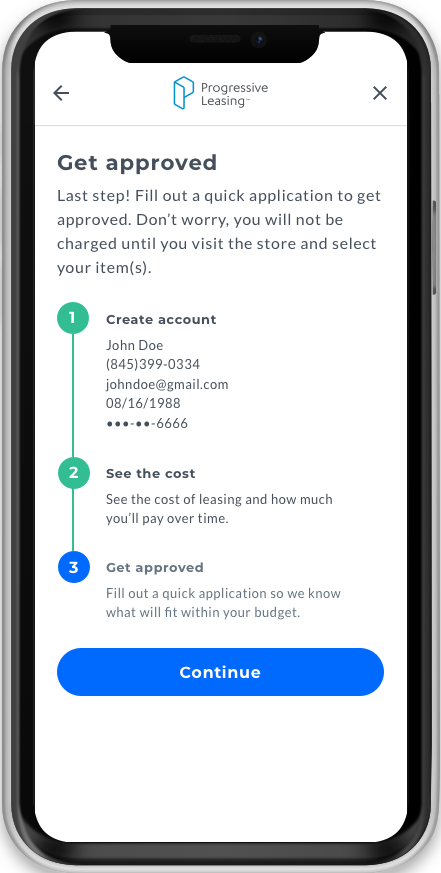 Progressive
Leasing™
Get approved
Last step! Fill out a quick application to get
approved. Don’t worry, you will not be
charged until you visit the store and select
your item(s).
1
Create account
John Doe
(845)399-0334
johndoe@gmail.com
08/16/1988
•••-••-6666
2
See the cost
See the cost of leasing and how much
you’ll pay over time.
3
Get approved
Fill out a quick application so we know
what will fit within your budget.
Continue